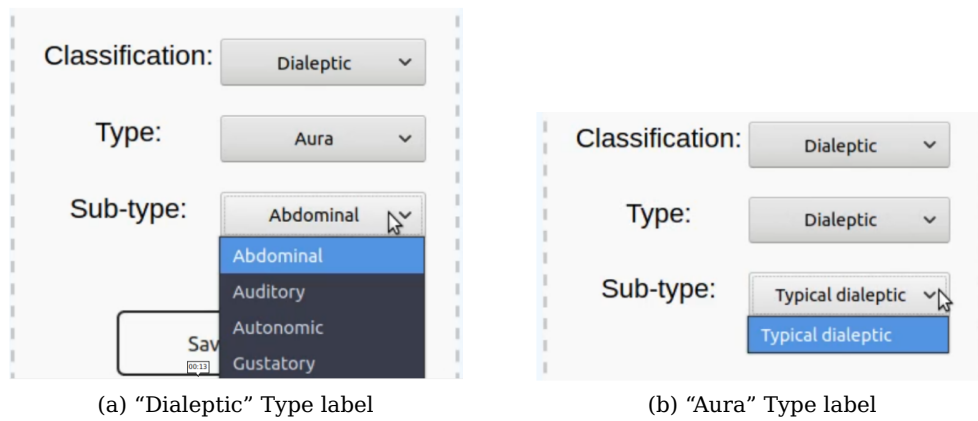 Classification: Dialeptic
Type: Aura
Sub-type: Abdominal
Abdominal
Auditory
Autonomic
Sav
00:13
Gustatory
(a) “Dialeptic” Type label
Classification: Dialeptic
Type: Dialeptic
Sub-type: Typical dialeptic
Typical dialeptic
(b) “Aura” Type label